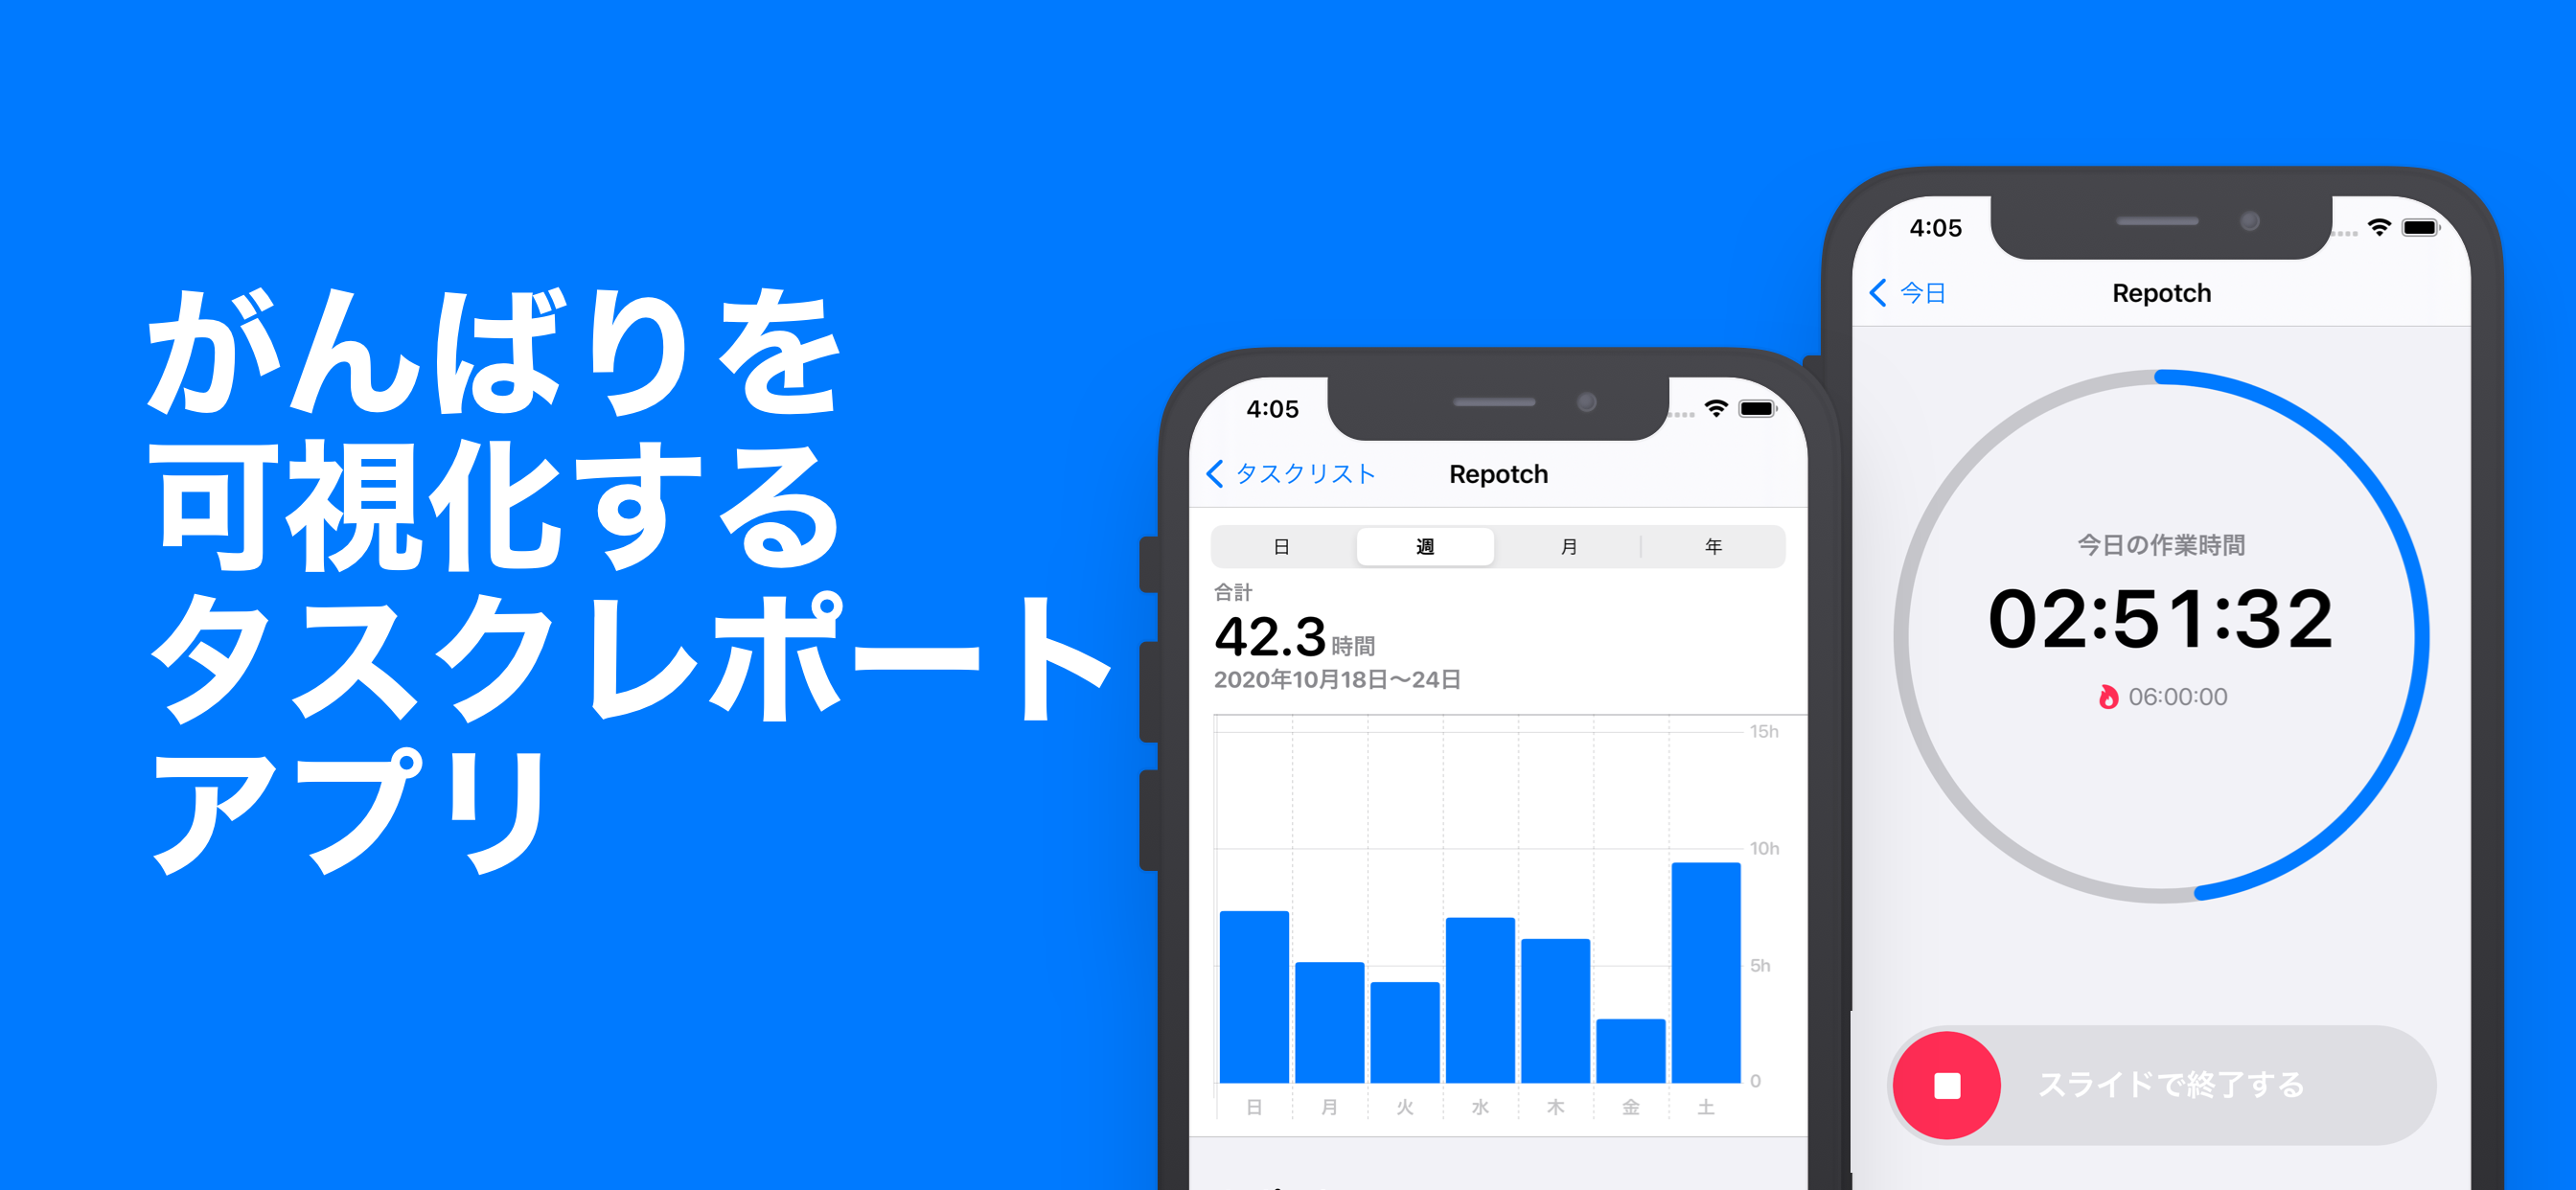 がんばりを
可視化する
タスクレポート
アプリ
4:05
タスクリスト
Repotch
日 週 月 年
合計
42.3 時間
2020年10月18日〜24日
15h
10h
5h
0
日 月 火 水 木 金 土
4:05
今日
Repotch
今日の作業時間
02:51:32
06:00:00
スライドで終了する